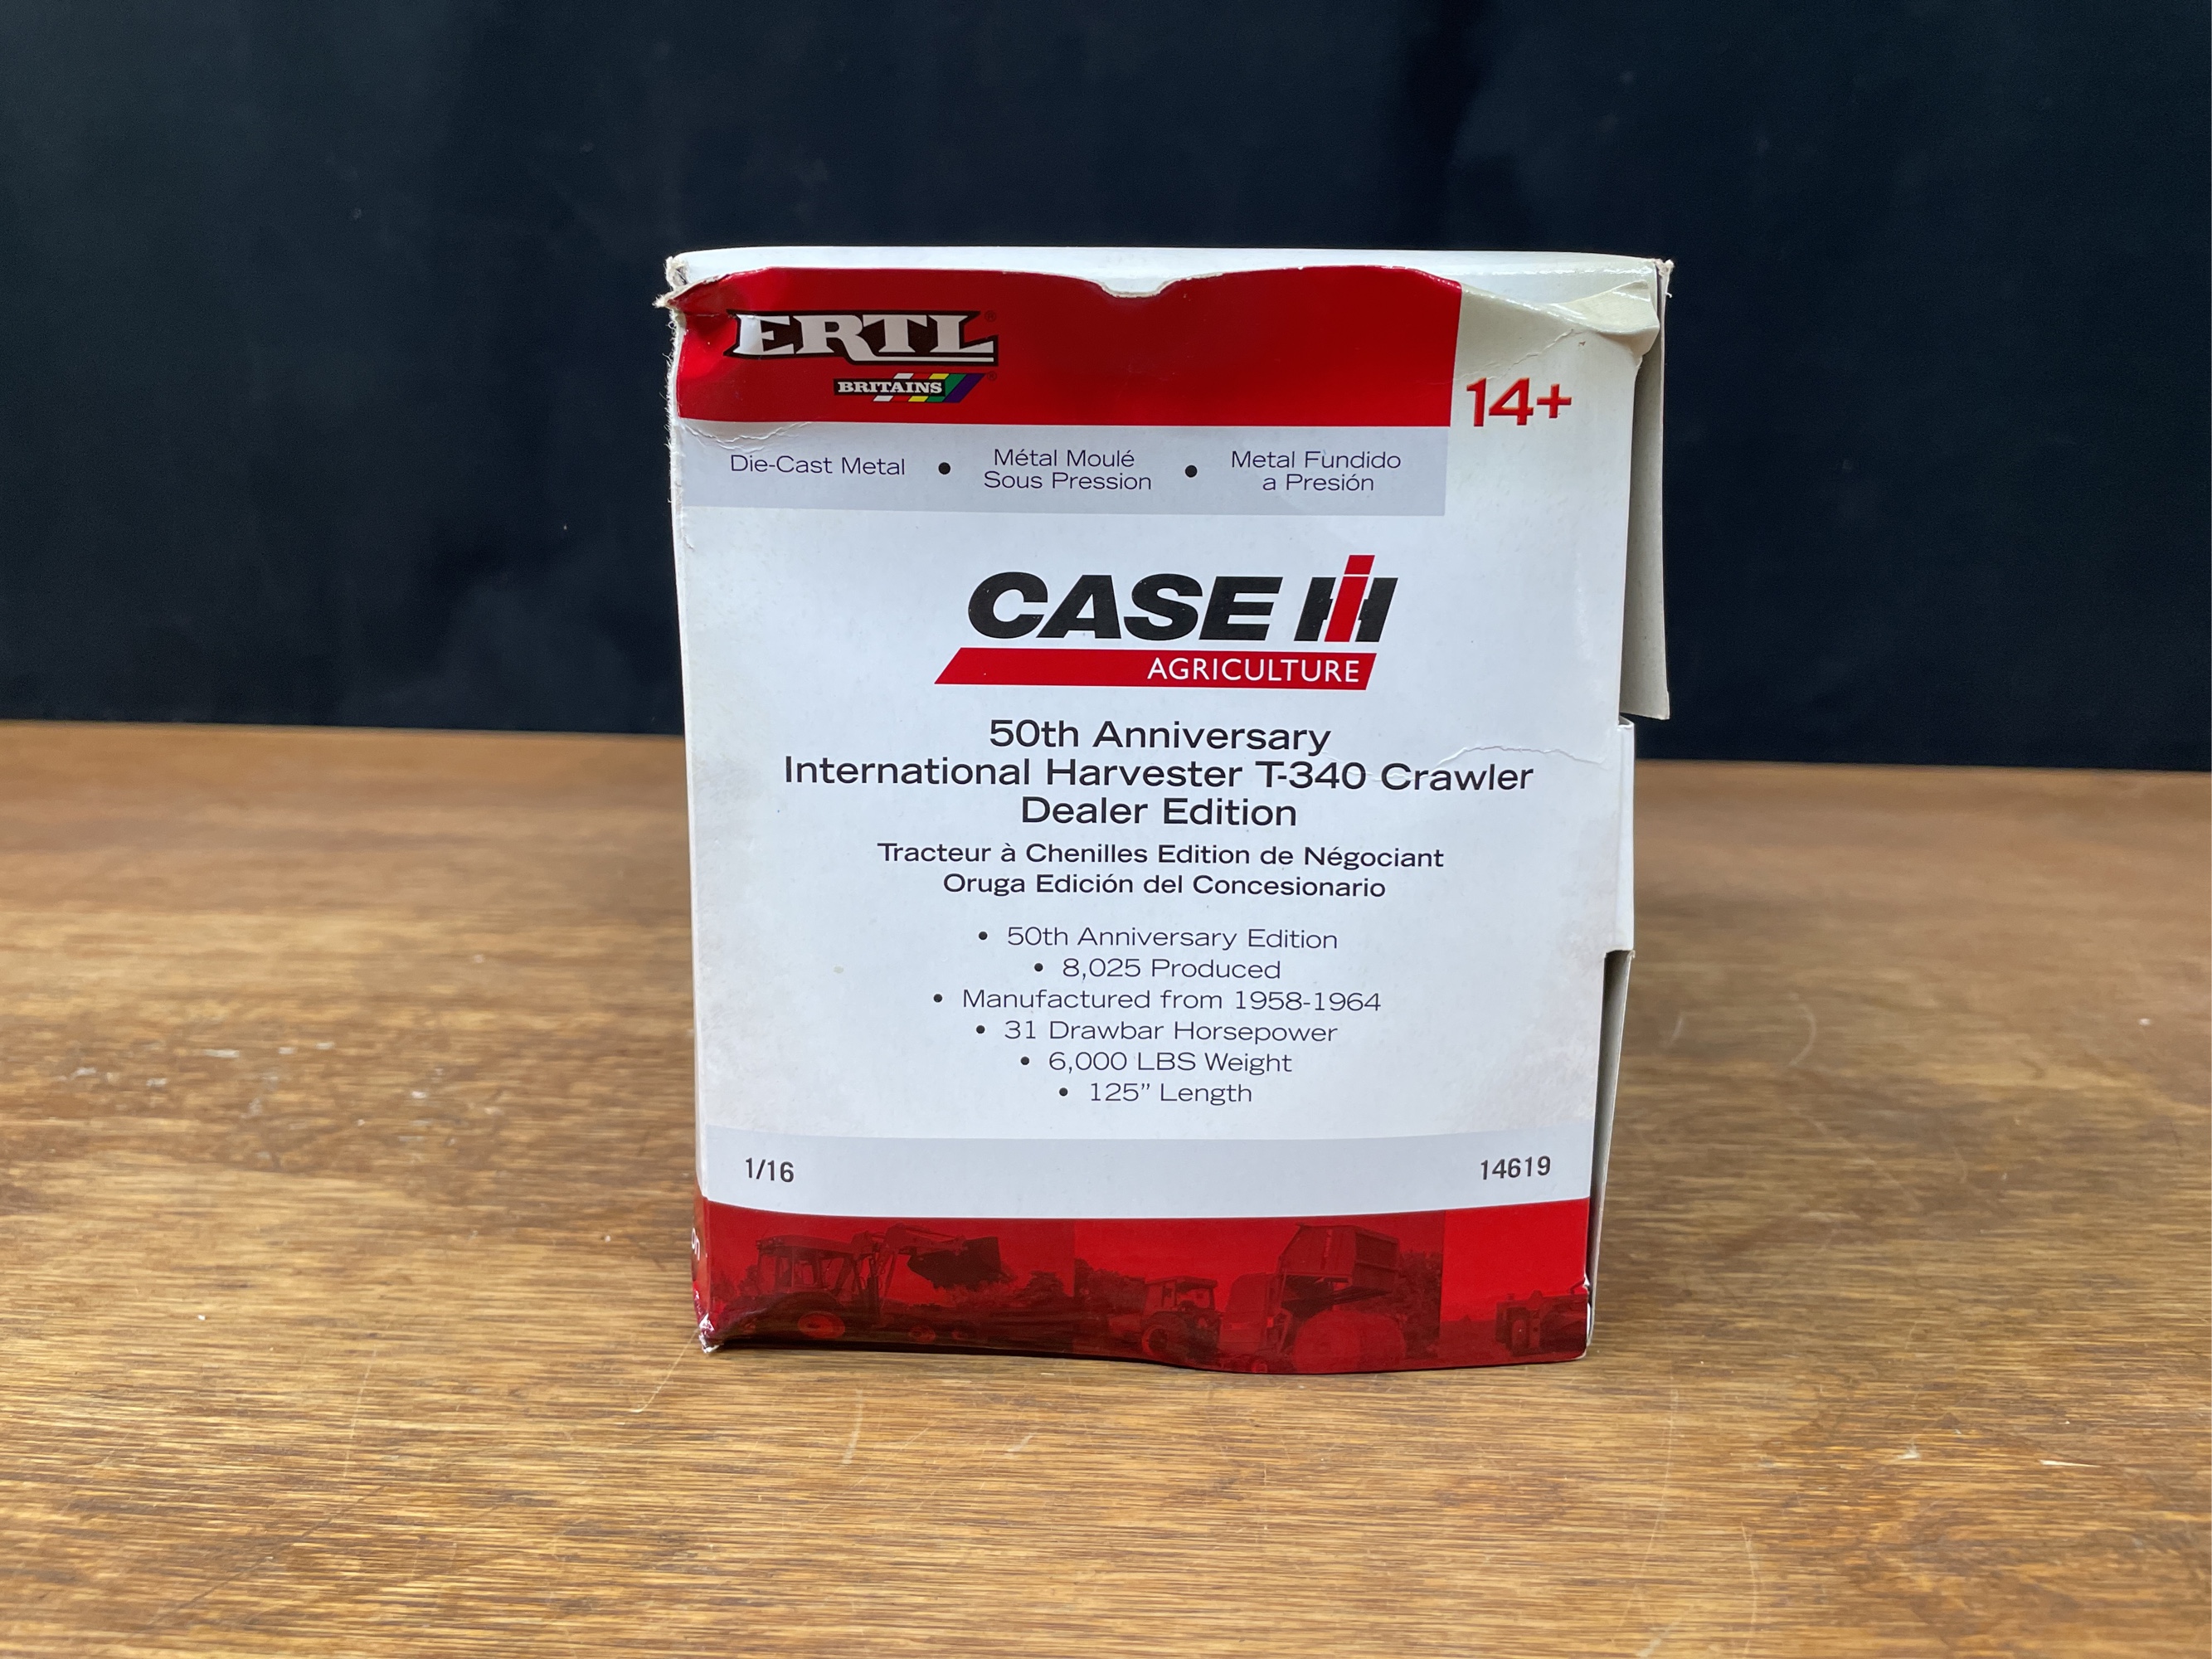 ERTL®
BRITAINS®
14+
Die-Cast Metal • Métal Moulé Sous Pression • Metal Fundido a Presión
CASE IH
AGRICULTURE
50th Anniversary
International Harvester T-340 Crawler
Dealer Edition
Tracteur à Chenilles Edition de Négociant
Oruga Edición del Concesionario
• 50th Anniversary Edition
• 8,025 Produced
• Manufactured from 1958-1964
• 31 Drawbar Horsepower
• 6,000 LBS Weight
• 125” Length
1/16
14619